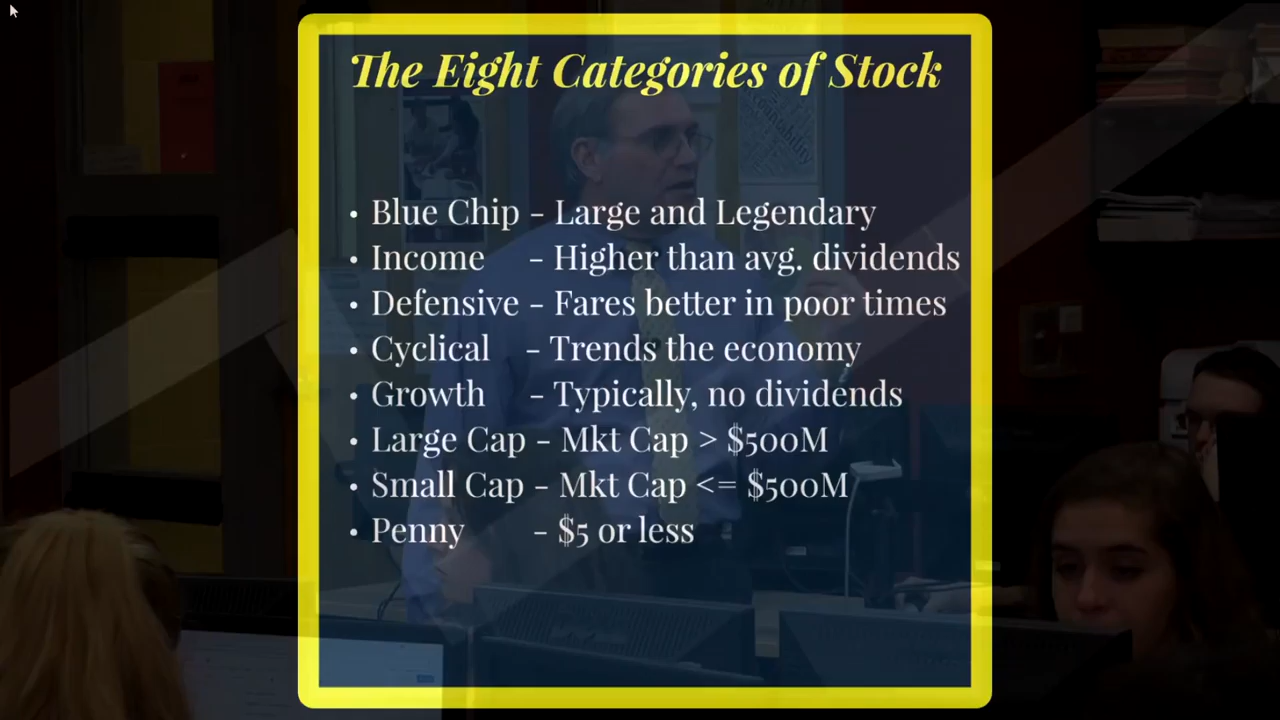 The Eight Categories of Stock
Accountability
• Blue Chip - Large and Legendary
• Income - Higher than avg. dividends
• Defensive - Fares better in poor times
• Cyclical - Trends the economy
• Growth - Typically, no dividends
• Large Cap - Mkt Cap > $500M
• Small Cap - Mkt Cap <= $500M
• Penny - $5 or less